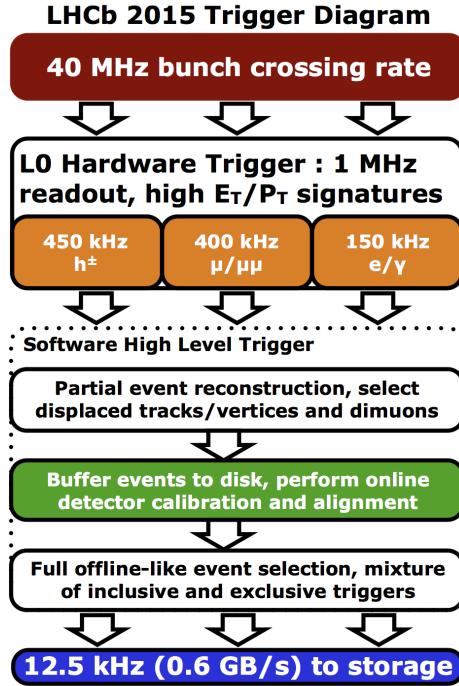 LHCb 2015 Trigger Diagram
40 MHz bunch crossing rate
L0 Hardware Trigger : 1 MHz
readout, high E_T/P_T signatures
450 kHz
h±
400 kHz
μ/μμ
150 kHz
e/γ
Software High Level Trigger
Partial event reconstruction, select
displaced tracks/vertices and dimuons
Buffer events to disk, perform online
detector calibration and alignment
Full offline-like event selection, mixture
of inclusive and exclusive triggers
12.5 kHz (0.6 GB/s) to storage